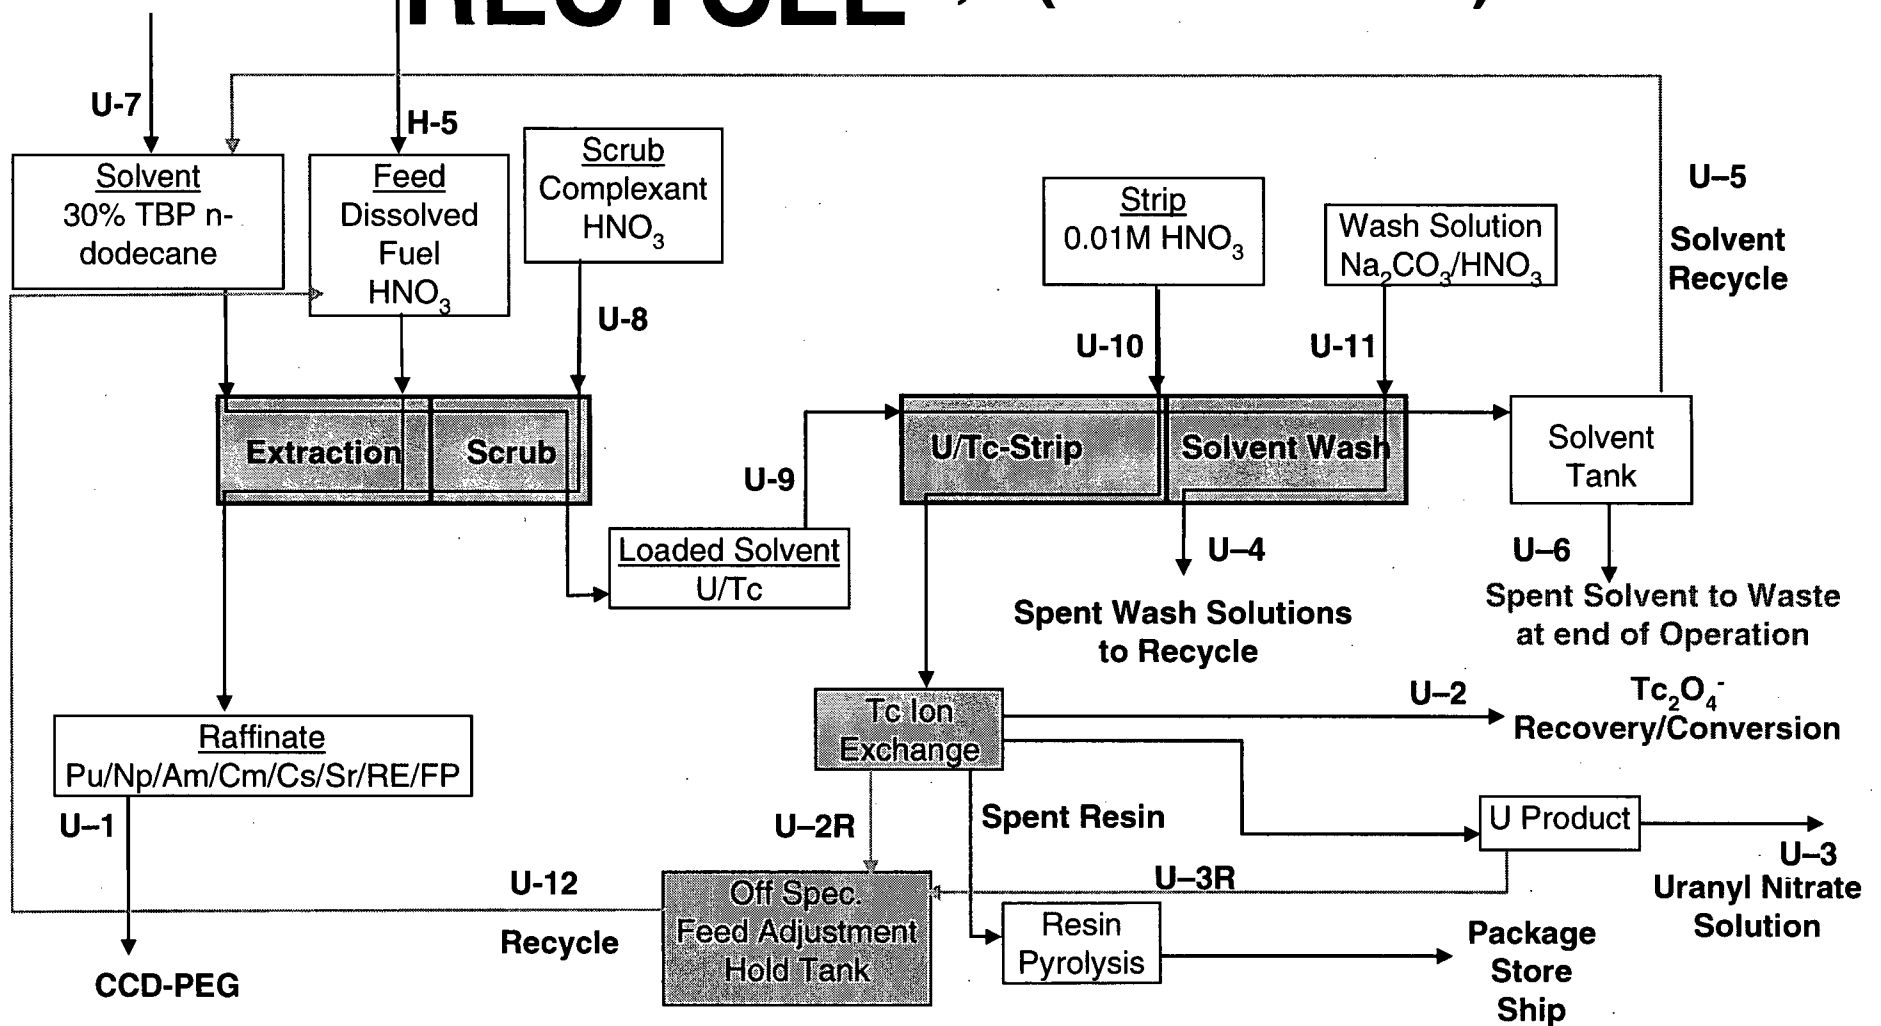 RECYCLE
U-7
H-5
Solvent
30% TBP n-
dodecane
Feed
Dissolved
Fuel
HNO3
Scrub
Complexant
HNO3
U-8
Strip
0.01M HNO3
Wash Solution
Na2CO3/HNO3
U–5
Solvent
Recycle
U-10
U-11
Extraction
Scrub
U-9
U/Tc-Strip
Solvent Wash
Solvent
Tank
Loaded Solvent
U/Tc
U–4
Spent Wash Solutions
to Recycle
U–6
Spent Solvent to Waste
at end of Operation
Raffinate
Pu/Np/Am/Cm/Cs/Sr/RE/FP
U–1
CCD-PEG
Tc Ion
Exchange
U–2
Tc2O4-
Recovery/Conversion
U–2R
Spent Resin
U Product
U–3
Uranyl Nitrate
Solution
U–3R
U-12
Recycle
Off Spec.
Feed Adjustment
Hold Tank
Resin
Pyrolysis
Package
Store
Ship